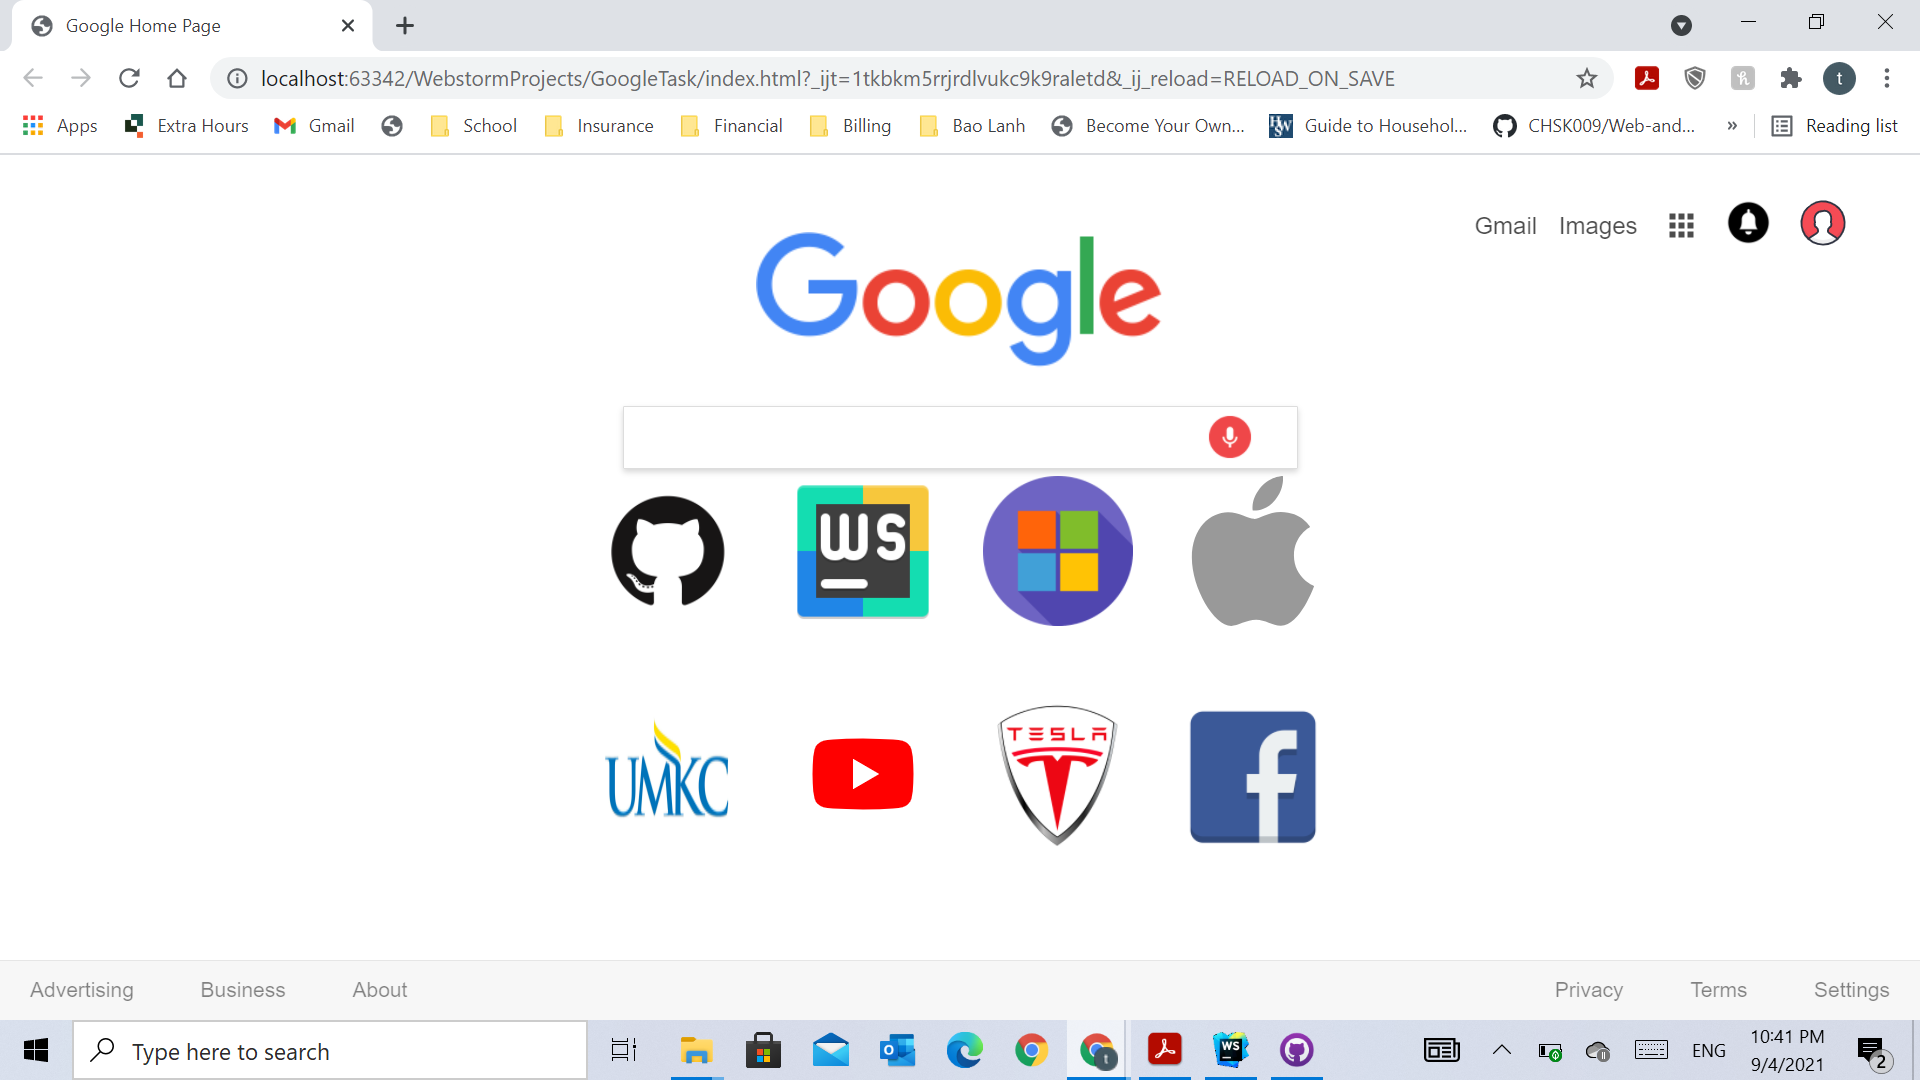 Google Home Page
localhost:63342/WebstormProjects/GoogleTask/index.html?_ijt=1tkbkm5rrjrdlvukc9k9raletd&_ij_reload=RELOAD_ON_SAVE
t
Apps Extra Hours Gmail School Insurance Financial Billing Bao Lanh Become Your Own... HSW Guide to Househol... CHSK009/Web-and... » Reading list
Gmail Images
Google
WS
UMKC
TESLA
f
Advertising Business About Privacy Terms Settings
Type here to search
t
WS
ENG
10:41 PM
9/4/2021
2